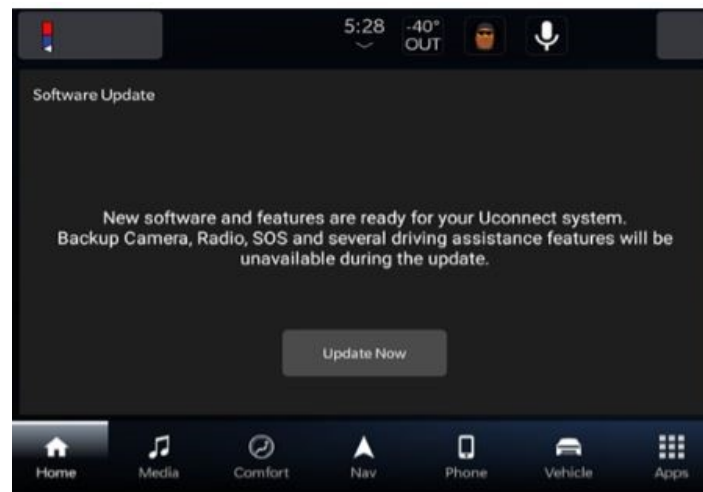 5:28
-40°
OUT
Software Update
New software and features are ready for your Uconnect system.
Backup Camera, Radio, SOS and several driving assistance features will be
unavailable during the update.
Update Now
Home Media Comfort Nav Phone Vehicle Apps